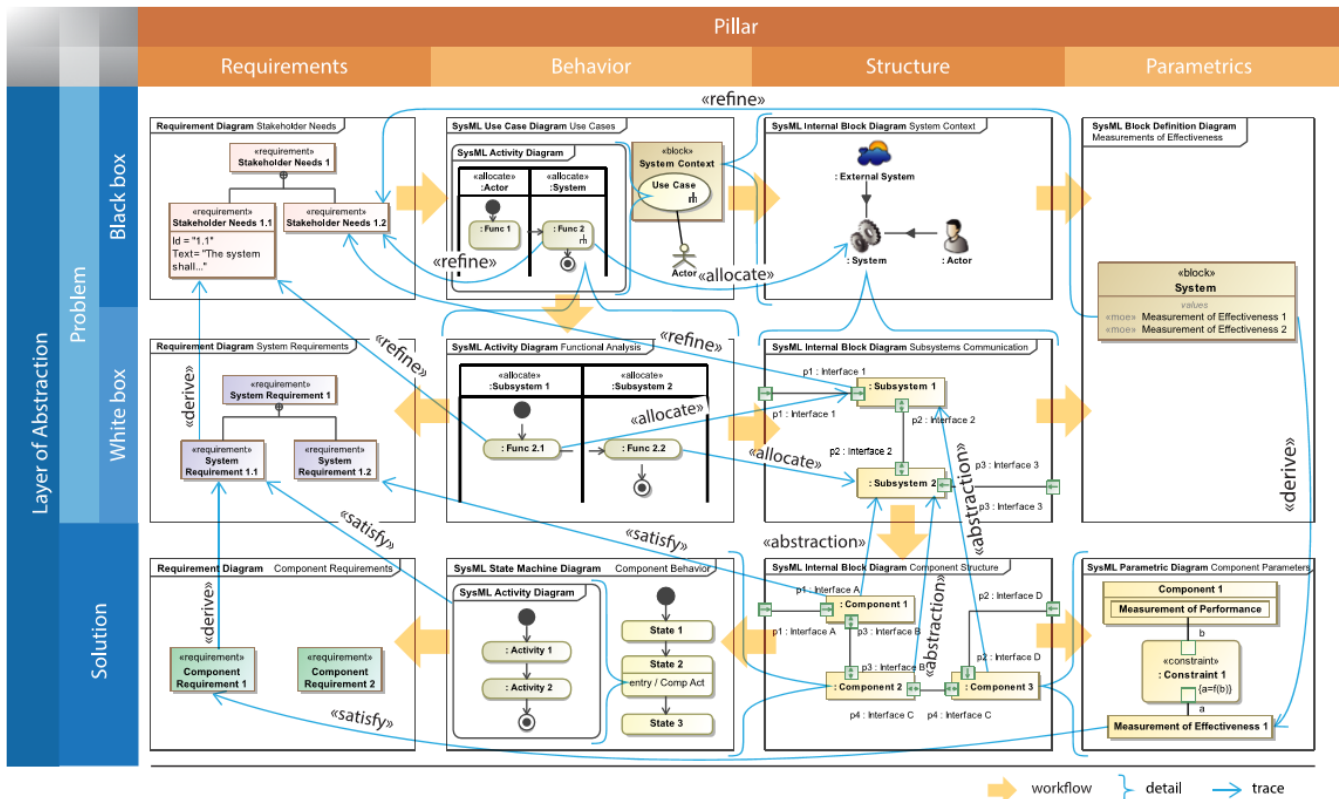 Pillar
Requirements
Behavior
Structure
Parametrics
Layer of Abstraction
Problem
Black box
White box
Solution
Requirement Diagram Stakeholder Needs
«requirement»
Stakeholder Needs 1
«requirement»
Stakeholder Needs 1.1
Id = "1.1"
Text= "The system
shall..."
«requirement»
Stakeholder Needs 1.2
SysML Use Case Diagram Use Cases
SysML Activity Diagram
«allocate»
:Actor
«allocate»
:System
: Func 1
: Func 2
«block»
System Context
Use Case
Actor
«refine»
«refine»
«allocate»
SysML Internal Block Diagram System Context
: External System
: System
: Actor
SysML Block Definition Diagram
Measurements of Effectiveness
«block»
System
values
«moe» Measurement of Effectiveness 1
«moe» Measurement of Effectiveness 2
Requirement Diagram System Requirements
«requirement»
System Requirement 1
«requirement»
System
Requirement 1.1
«requirement»
System
Requirement 1.2
«derive»
«refine»
SysML Activity Diagram Functional Analysis
«allocate»
:Subsystem 1
«allocate»
:Subsystem 2
: Func 2.1
: Func 2.2
«allocate»
«allocate»
«refine»
SysML Internal Block Diagram Subsystems Communication
p1 : Interface 1
p1 : Interface 1
: Subsystem 1
p2 : Interface 2
p2 : Interface 2
: Subsystem 2
p3 : Interface 3
p3 : Interface 3
«derive»
«satisfy»
«satisfy»
«abstraction»
«abstraction»
«abstraction»
Requirement Diagram Component Requirements
«derive»
«requirement»
Component
Requirement 1
«requirement»
Component
Requirement 2
«satisfy»
SysML State Machine Diagram Component Behavior
SysML Activity Diagram
: Activity 1
: Activity 2
State 1
State 2
entry / Comp Act
State 3
SysML Internal Block Diagram Component Structure
p1 : Interface A
p1 : Interface A
: Component 1
p3 : Interface B
p3 : Interface B
: Component 2
p2 : Interface D
p2 : Interface D
: Component 3
p4 : Interface C
p4 : Interface C
SysML Parametric Diagram Component Parameters
Component 1
Measurement of Performance
b
«constraint»
: Constraint 1
{a=f(b)}
a
Measurement of Effectiveness 1
workflow
detail
trace